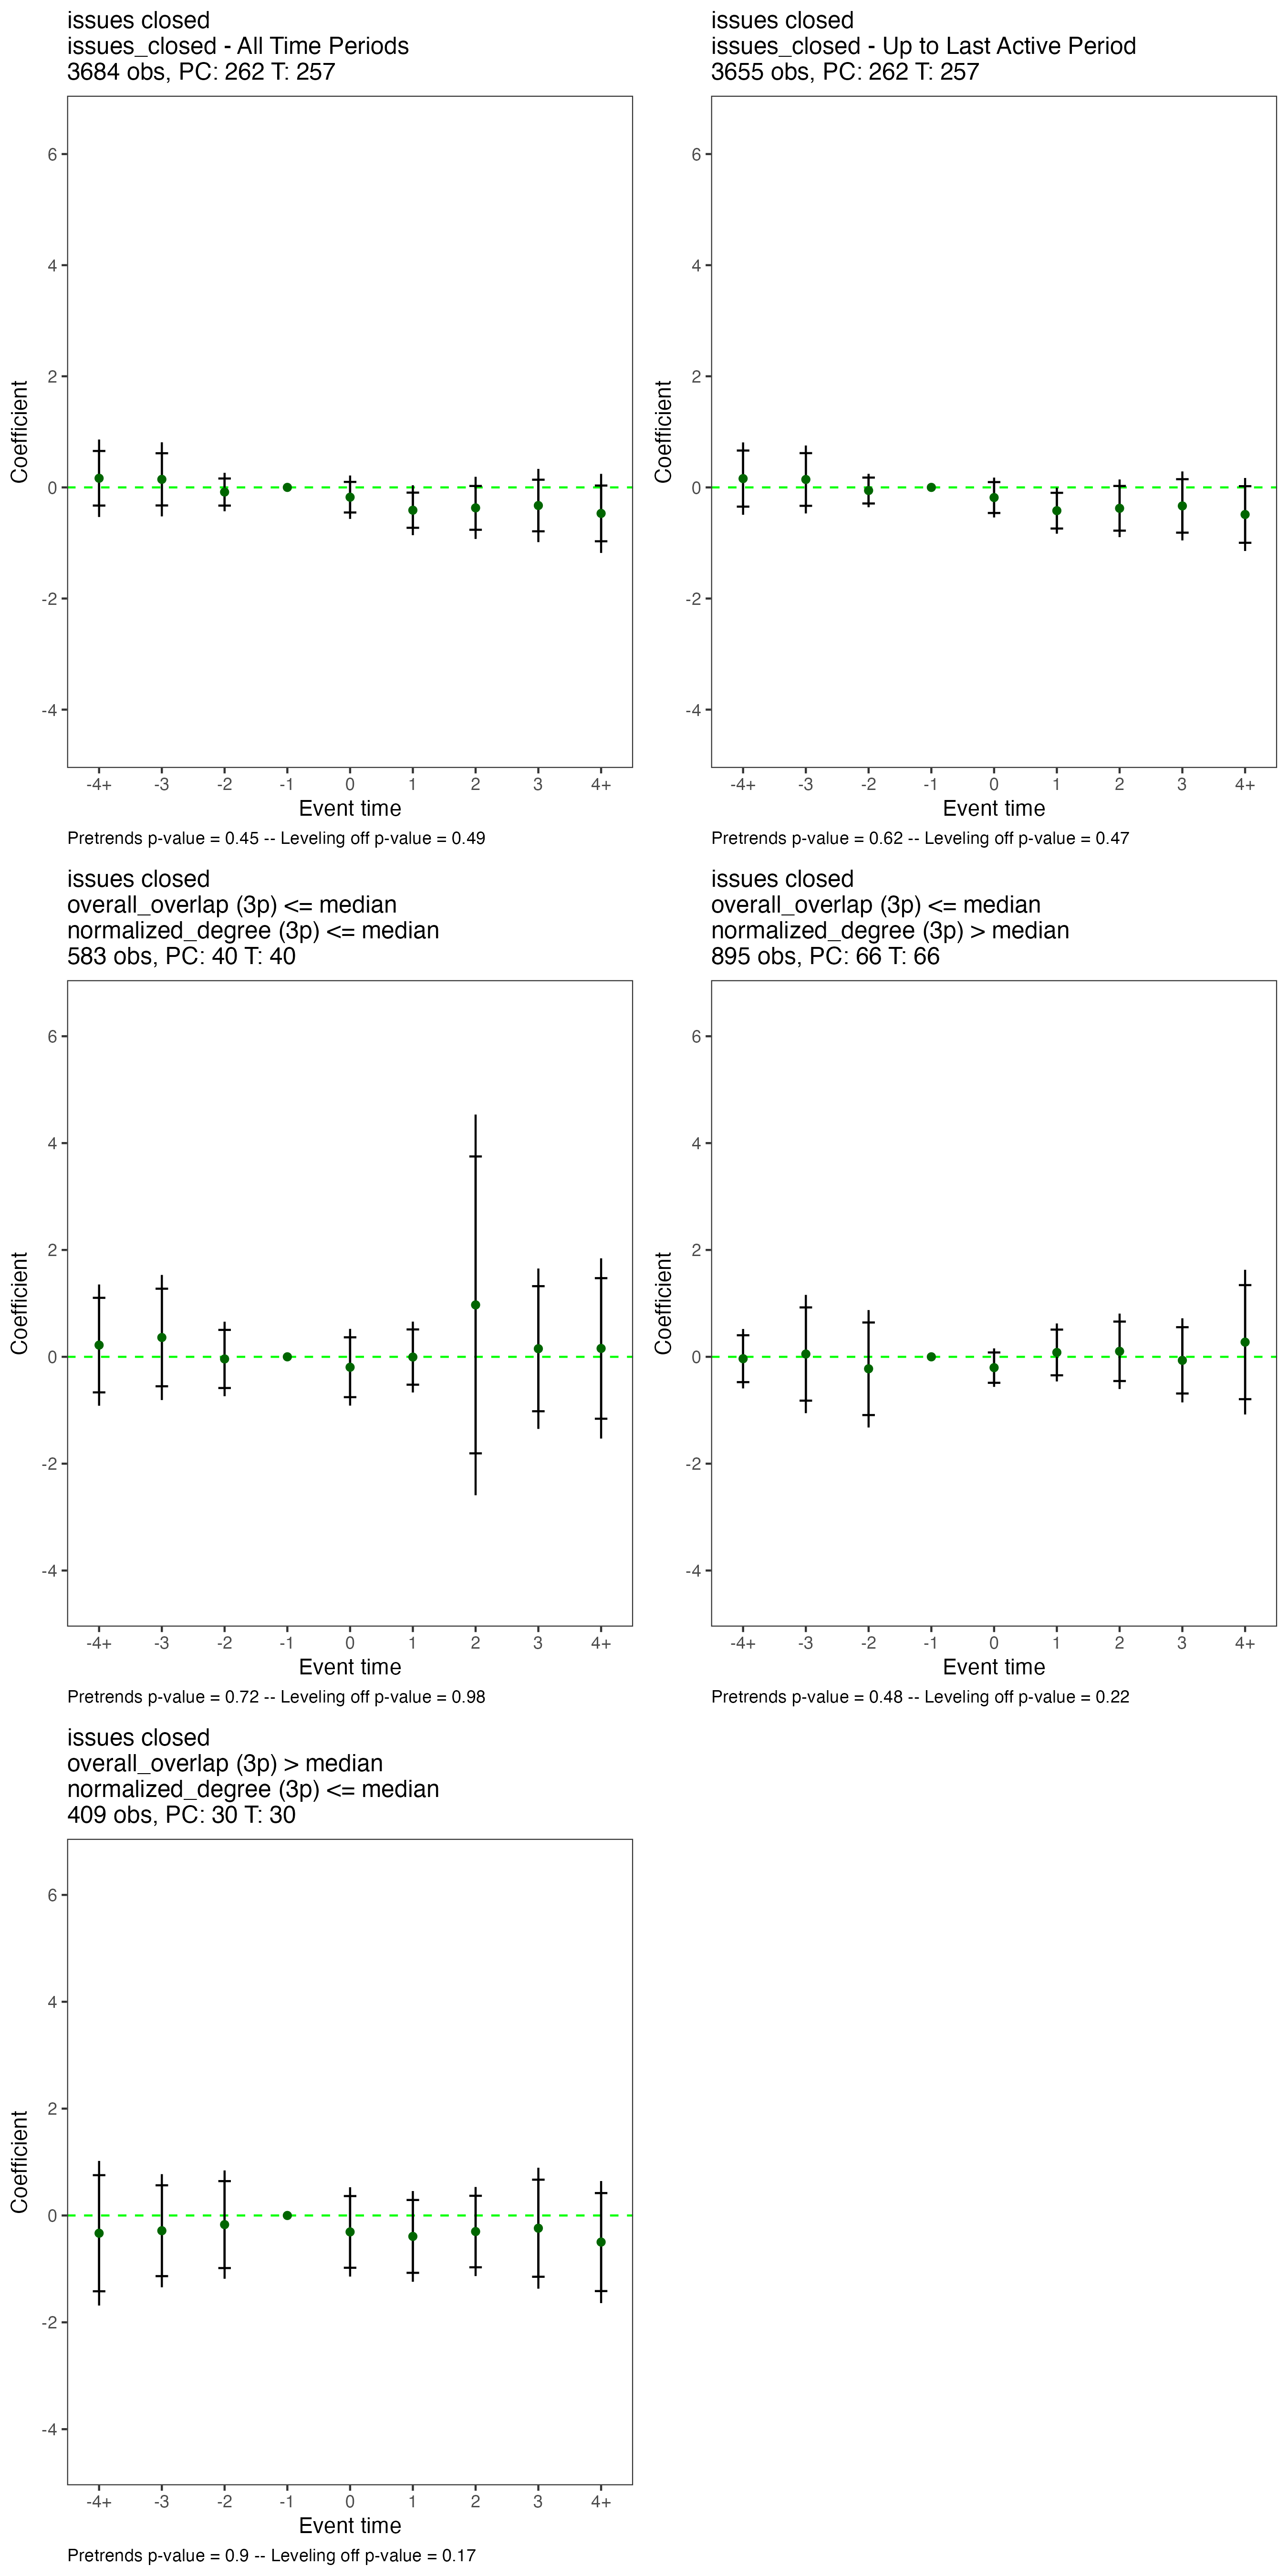 issues closed
issues_closed - All Time Periods
3684 obs, PC: 262 T: 257
6
4
2
0
-2
-4
Coefficient
-4+ -3 -2 -1 0 1 2 3 4+
Event time
Pretrends p-value = 0.45 -- Leveling off p-value = 0.49
issues closed
issues_closed - Up to Last Active Period
3655 obs, PC: 262 T: 257
6
4
2
0
-2
-4
Coefficient
-4+ -3 -2 -1 0 1 2 3 4+
Event time
Pretrends p-value = 0.62 -- Leveling off p-value = 0.47
issues closed
overall_overlap (3p) <= median
normalized_degree (3p) <= median
583 obs, PC: 40 T: 40
6
4
2
0
-2
-4
Coefficient
-4+ -3 -2 -1 0 1 2 3 4+
Event time
Pretrends p-value = 0.72 -- Leveling off p-value = 0.98
issues closed
overall_overlap (3p) <= median
normalized_degree (3p) > median
895 obs, PC: 66 T: 66
6
4
2
0
-2
-4
Coefficient
-4+ -3 -2 -1 0 1 2 3 4+
Event time
Pretrends p-value = 0.48 -- Leveling off p-value = 0.22
issues closed
overall_overlap (3p) > median
normalized_degree (3p) <= median
409 obs, PC: 30 T: 30
6
4
2
0
-2
-4
Coefficient
-4+ -3 -2 -1 0 1 2 3 4+
Event time
Pretrends p-value = 0.9 -- Leveling off p-value = 0.17